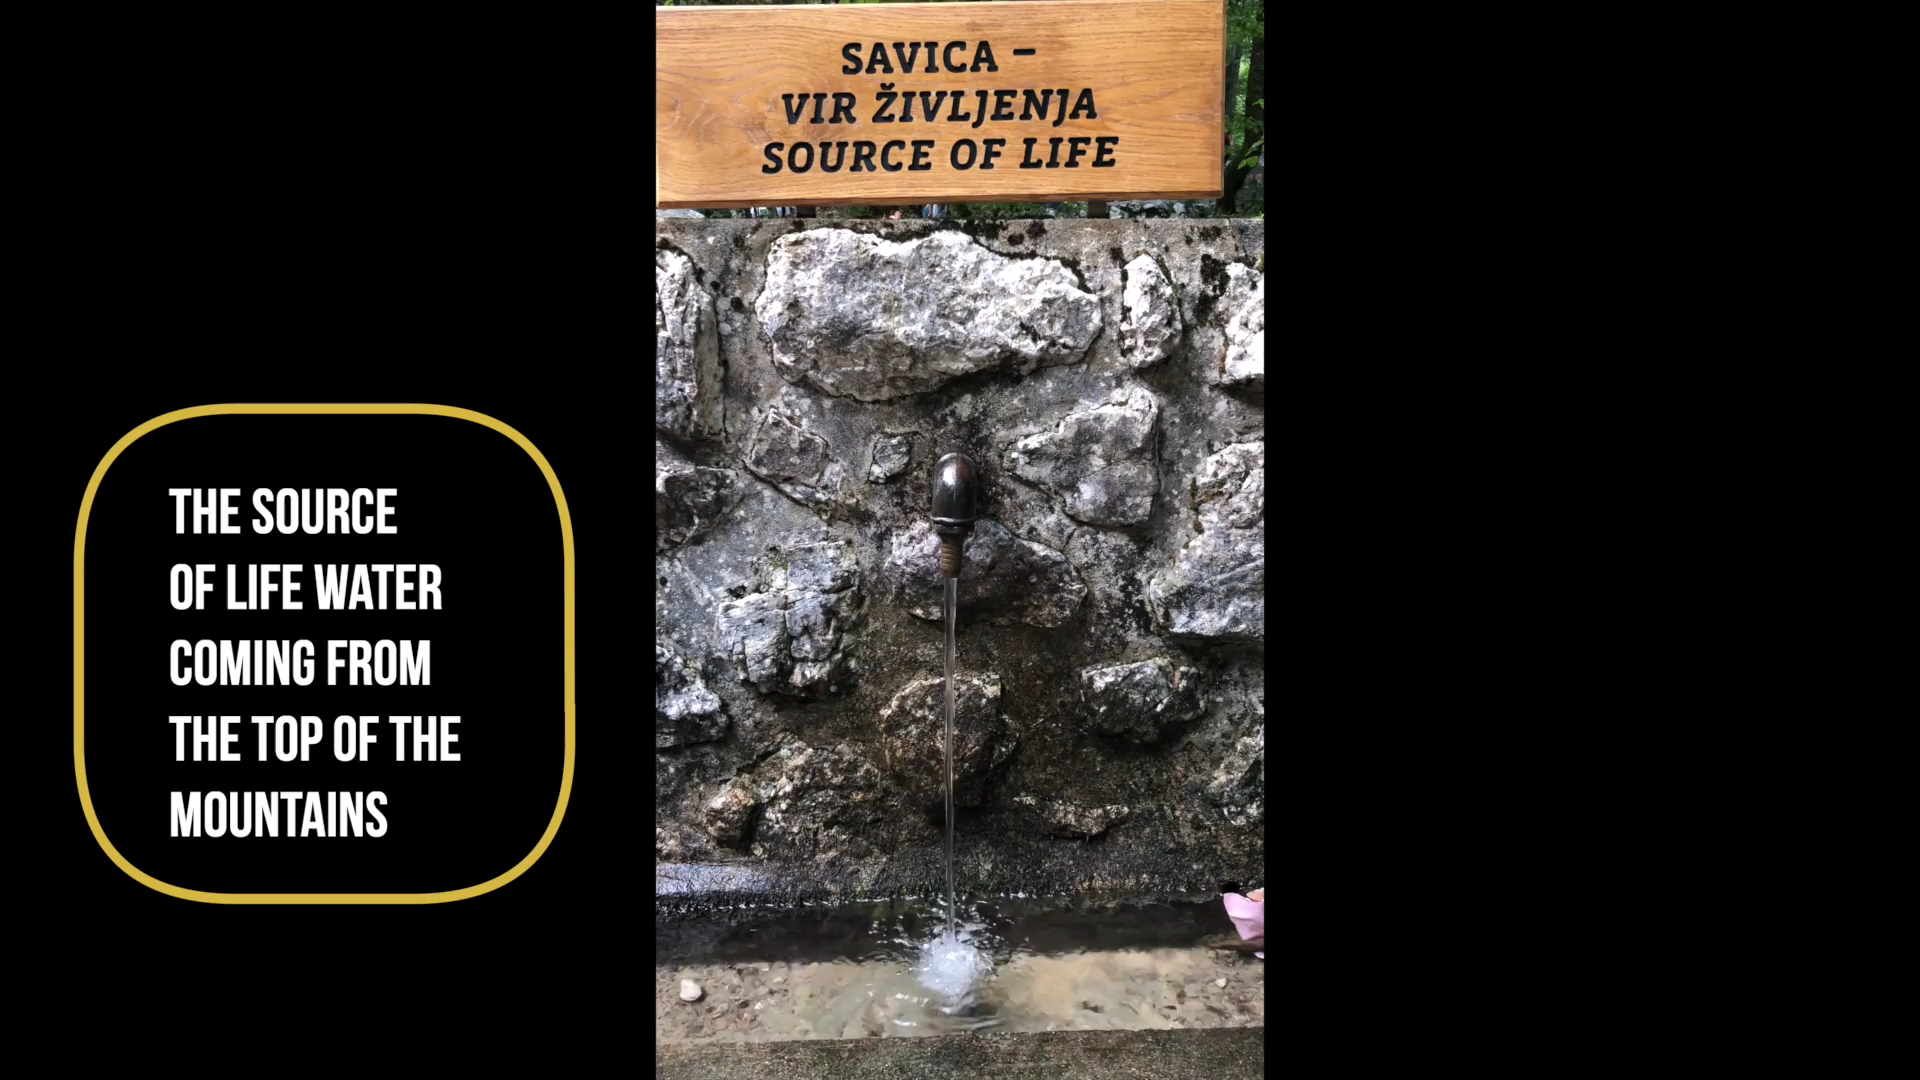 SAVICA –
VIR ŽIVLJENJA
SOURCE OF LIFE
THE SOURCE
OF LIFE WATER
COMING FROM
THE TOP OF THE
MOUNTAINS